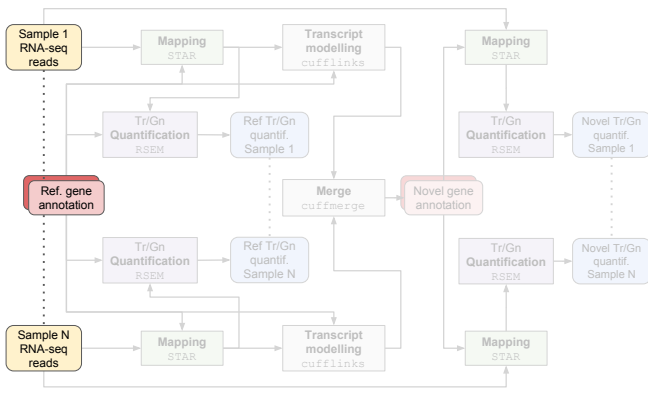 Sample 1
RNA-seq
reads
Mapping
STAR
Transcript
modelling
cufflinks
Mapping
STAR
Tr/Gn
Quantification
RSEM
Ref Tr/Gn
quantif.
Sample 1
Tr/Gn
Quantification
RSEM
Novel Tr/Gn
quantif.
Sample 1
Ref. gene
annotation
Merge
cuffmerge
Novel gene
annotation
Tr/Gn
Quantification
RSEM
Ref Tr/Gn
quantif.
Sample N
Tr/Gn
Quantification
RSEM
Novel Tr/Gn
quantif.
Sample N
Sample N
RNA-seq
reads
Mapping
STAR
Transcript
modelling
cufflinks
Mapping
STAR